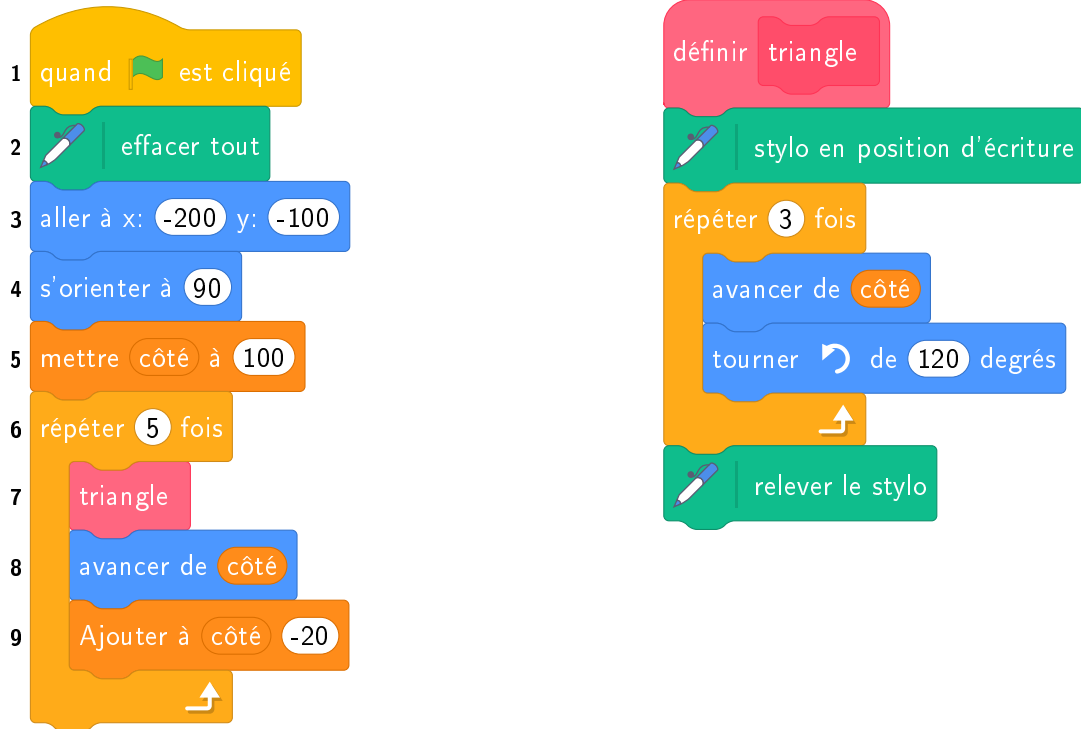 1 quand est cliqué
2 effacer tout
3 aller à x: -200 y: -100
4 s'orienter à 90
5 mettre côté à 100
6 répéter 5 fois
7 triangle
8 avancer de côté
9 Ajouter à côté -20
définir triangle
stylo en position d'écriture
répéter 3 fois
avancer de côté
tourner de 120 degrés
relever le stylo